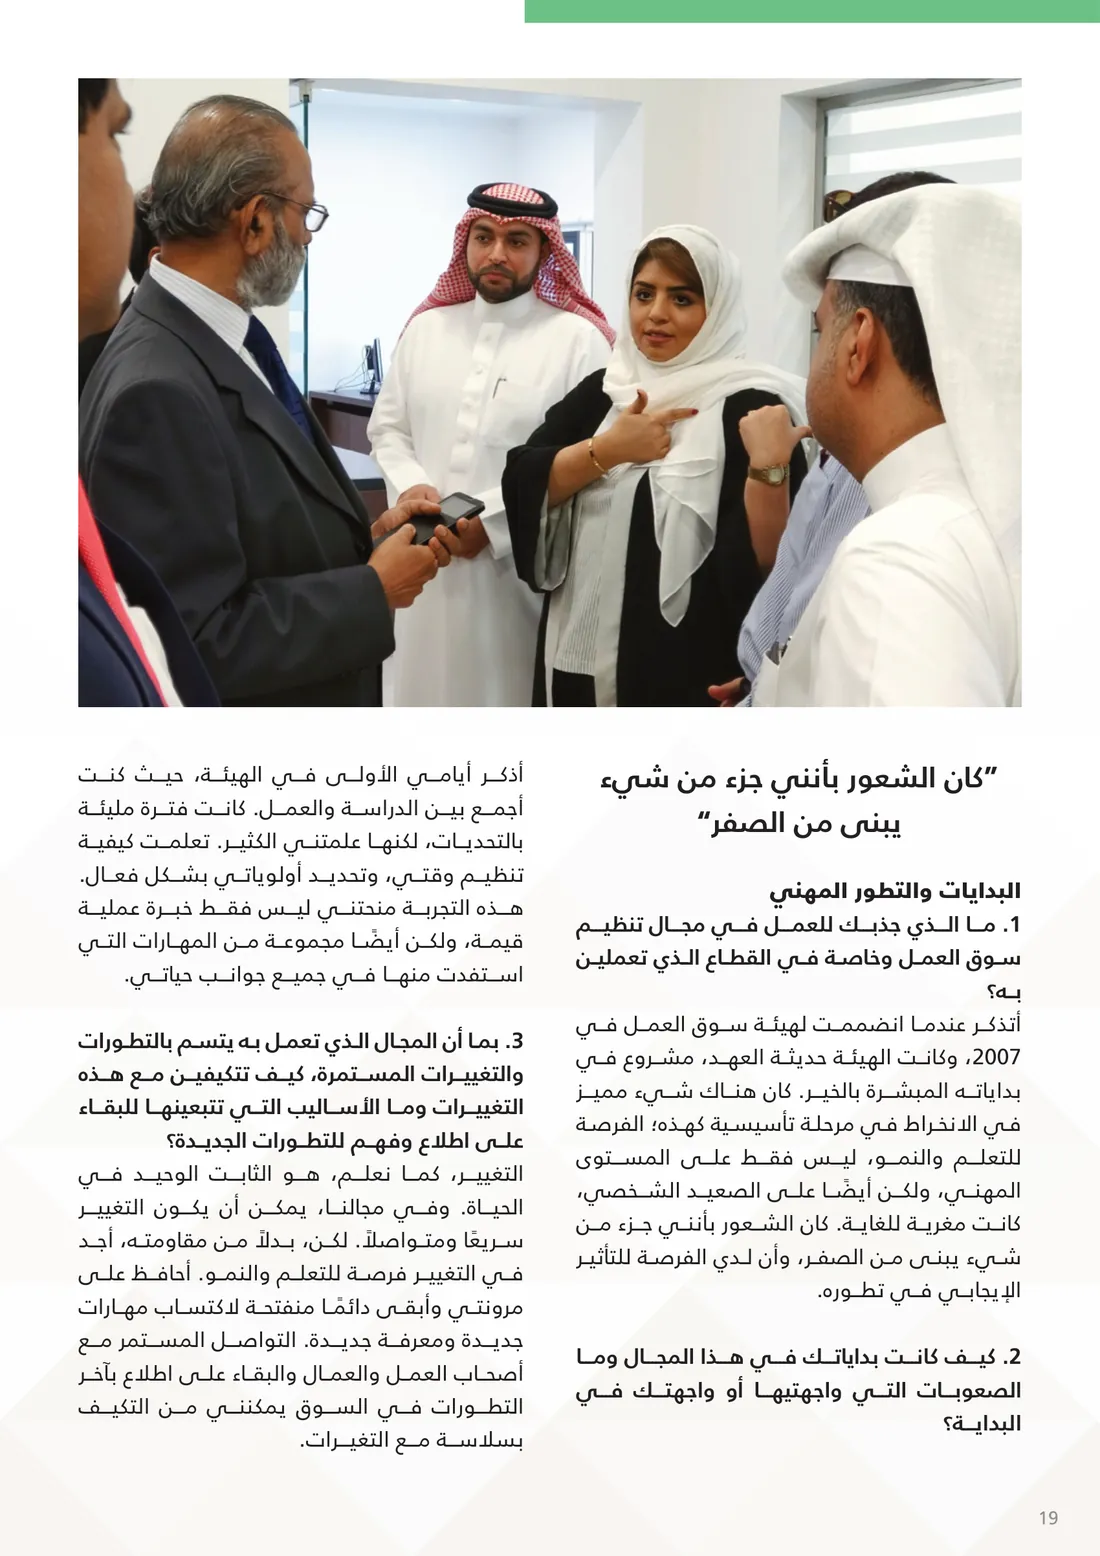 ”كان الشعور بأنني جزء من شيء
يبنى من الصفر“
البدايات والتطور المهني
1. ما الذي جذبك للعمل في مجال تنظيم
سوق العمل وخاصة في القطاع الذي تعملين
به؟
أتذكر عندما انضممت لهيئة سوق العمل في
2007، وكانت الهيئة حديثة العهد، مشروع في
بداياته المبشرة بالخير. كان هناك شيء مميز
في الانخراط في مرحلة تأسيسية كهذه؛ الفرصة
للتعلم والنمو، ليس فقط على المستوى
المهني، ولكن أيضًا على الصعيد الشخصي،
كانت مغرية للغاية. كان الشعور بأنني جزء من
شيء يبنى من الصفر، وأن لدي الفرصة للتأثير
الإيجابي في تطوره.
2. كيف كانت بداياتك في هذا المجال وما
الصعوبات التي واجهتيها أو واجهتك في
البداية؟
أذكر أيامي الأولى في الهيئة، حيث كنت
أجمع بين الدراسة والعمل. كانت فترة مليئة
بالتحديات، لكنها علمتني الكثير. تعلمت كيفية
تنظيم وقتي، وتحديد أولوياتي بشكل فعال.
هذه التجربة منحتني ليس فقط خبرة عملية
قيمة، ولكن أيضًا مجموعة من المهارات التي
استفدت منها في جميع جوانب حياتي.
3. بما أن المجال الذي تعمل به يتسم بالتطورات
والتغييرات المستمرة، كيف تتكيفين مع هذه
التغييرات وما الأساليب التي تتبعينها للبقاء
على اطلاع وفهم للتطورات الجديدة؟
التغيير، كما نعلم، هو الثابت الوحيد في
الحياة. وفي مجالنا، يمكن أن يكون التغيير
سريعًا ومتواصلاً. لكن، بدلاً من مقاومته، أجد
في التغيير فرصة للتعلم والنمو. أحافظ على
مرونتي وأبقى دائمًا منفتحة لاكتساب مهارات
جديدة ومعرفة جديدة. التواصل المستمر مع
أصحاب العمل والعمال والبقاء على اطلاع بآخر
التطورات في السوق يمكنني من التكيف
بسلاسة مع التغيرات.
19